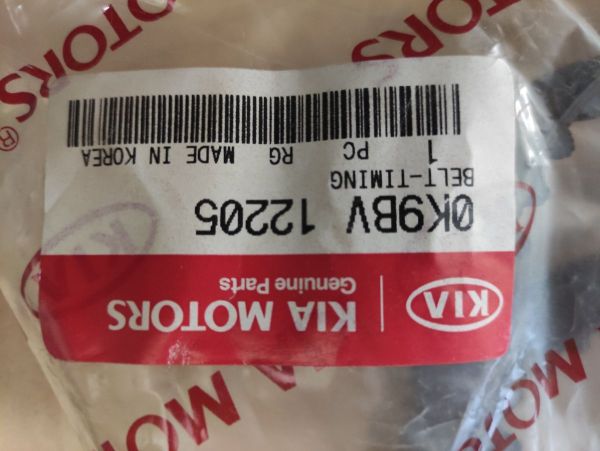 KIA | KIA MOTORS
Genuine Parts
0K9BV 12205
BELT-TIMING
1 PC RG MADE IN KOREA
MOTORS
MOTORS®
KIA
KIA MOTORS